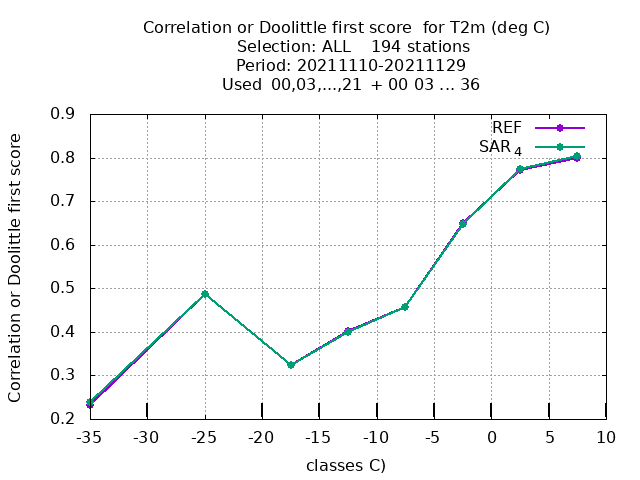 Correlation or Doolittle first score  for T2m (deg C)
Selection: ALL    194 stations
Period: 20211110-20211129
Used  00,03,...,21  + 00 03 ... 36
Correlation or Doolittle first score
0.9
0.8
0.7
0.6
0.5
0.4
0.3
0.2
REF
SAR 4
-35 -30 -25 -20 -15 -10 -5 0 5 10
classes C)